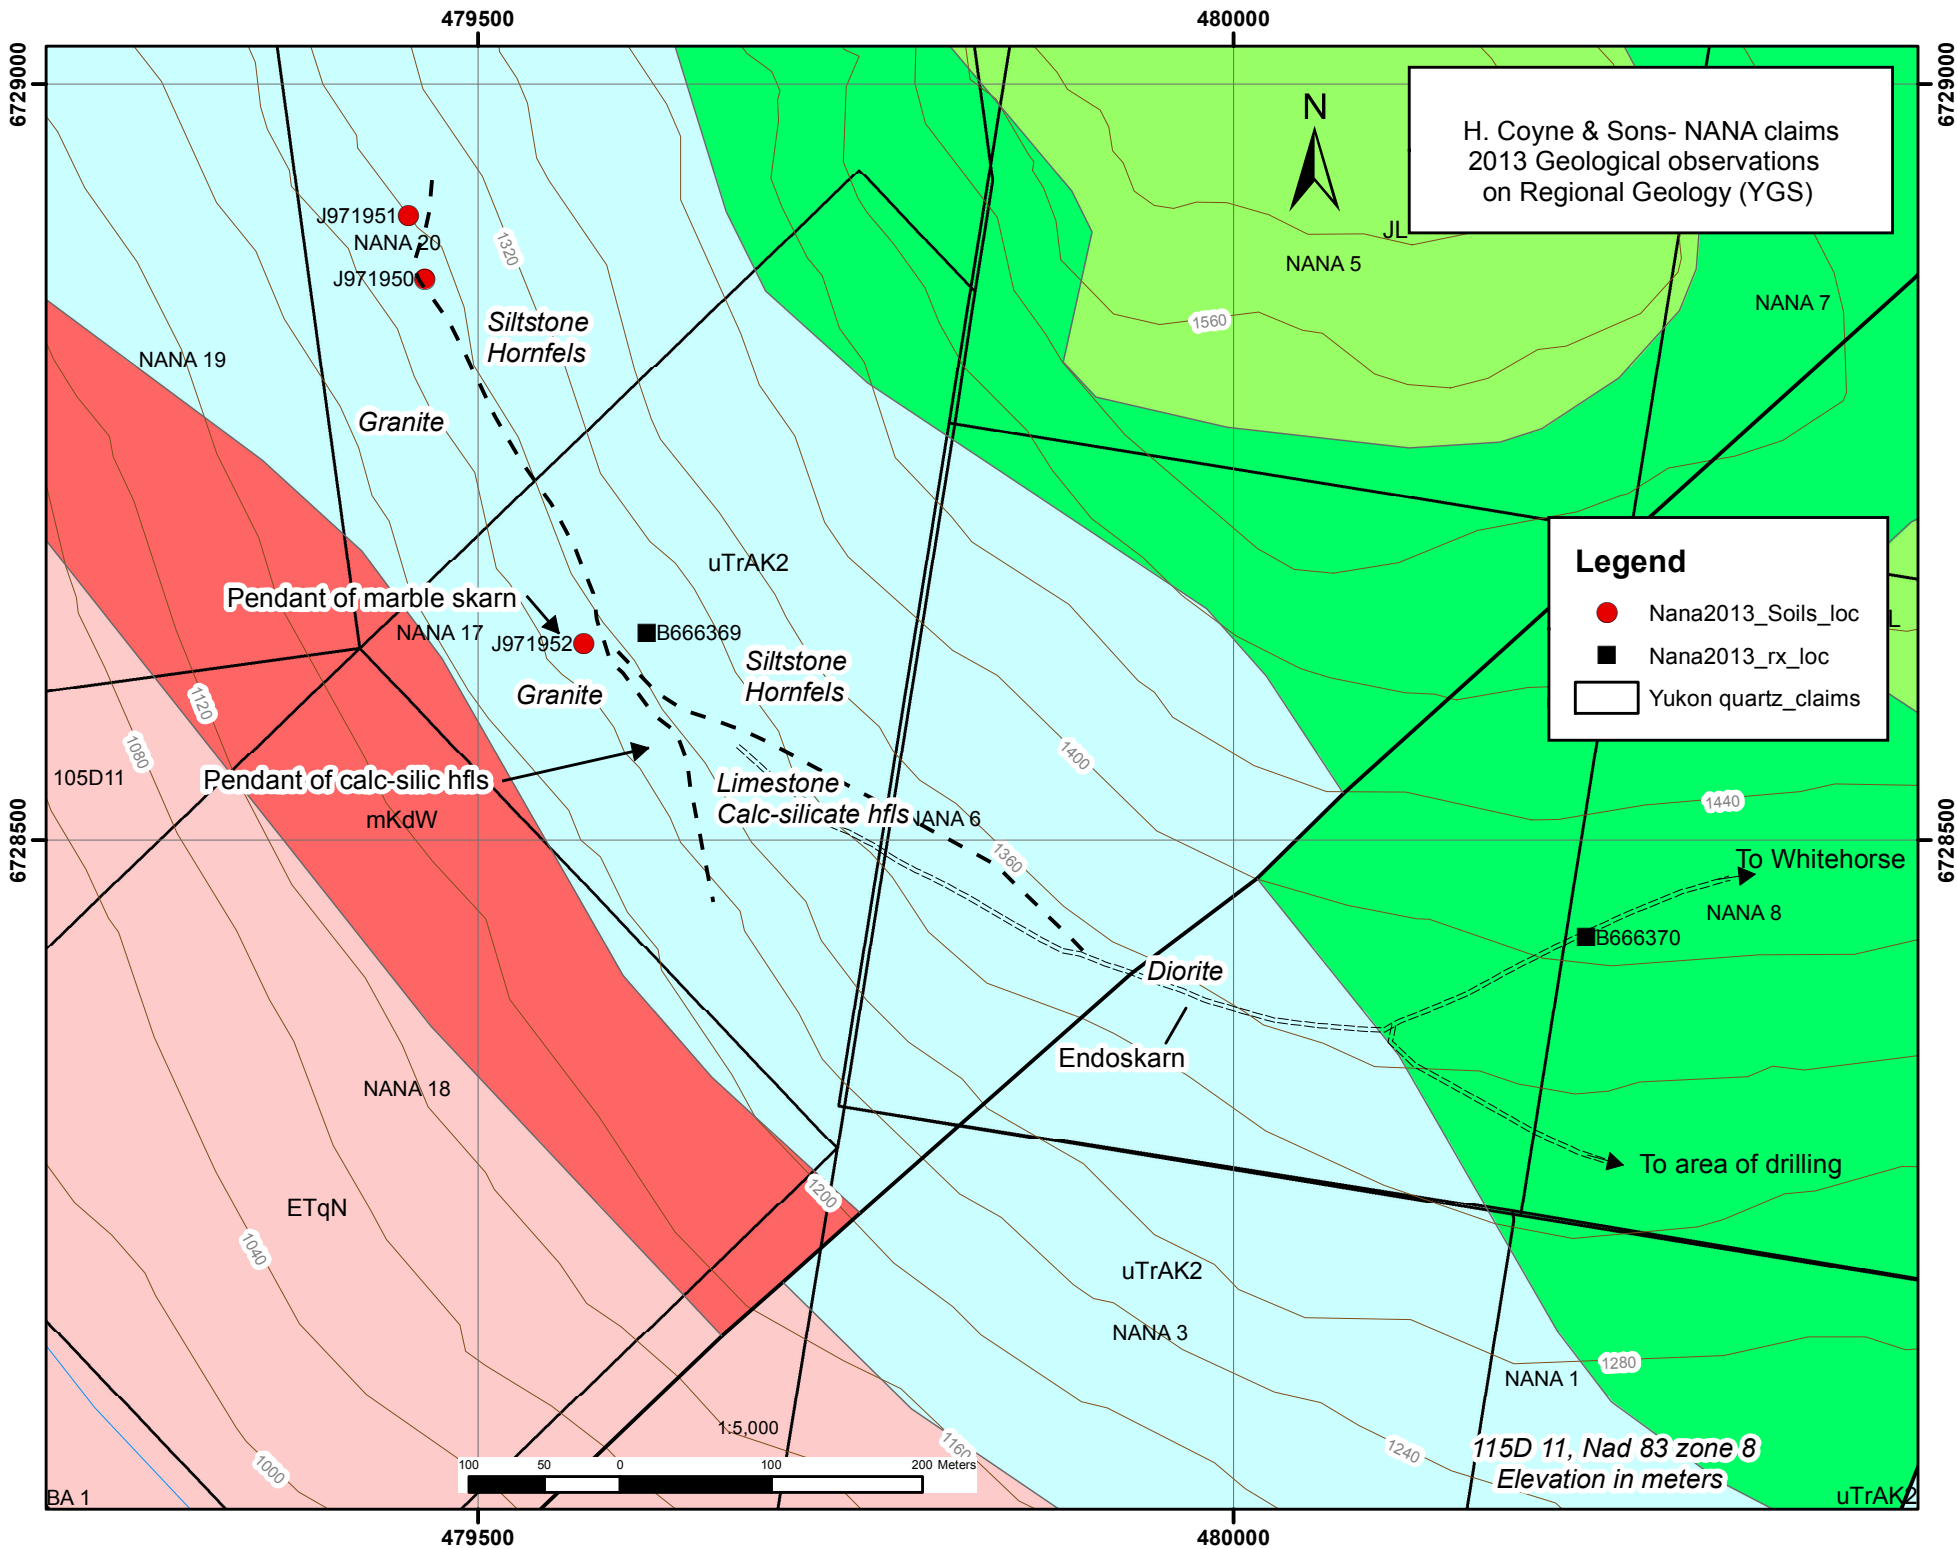 479500
480000
6729000
6729000
H. Coyne & Sons- NANA claims
2013 Geological observations
on Regional Geology (YGS)
N
J971951
NANA 20
J971950
1320
JL
NANA 5
1560
NANA 7
Siltstone
Hornfels
NANA 19
Granite
uTrAK2
Legend
Nana2013_Soils_loc
Nana2013_rx_loc
Yukon quartz_claims
L
Pendant of marble skarn
NANA 17
J971952
B666369
Siltstone
Hornfels
Granite
1120
1080
1400
105D11
Pendant of calc-silic hfls
Limestone
Calc-silicate hfls
NANA 6
mKdW
1440
6728500
6728500
1360
To Whitehorse
NANA 8
B666370
Diorite
Endoskarn
NANA 18
To area of drilling
1200
ETqN
1040
uTrAK2
NANA 3
1280
NANA 1
1:5,000
1160
1240
1000
115D 11, Nad 83 zone 8
Elevation in meters
100 50 0 100 200 Meters
BA 1
uTrAK2
479500
480000